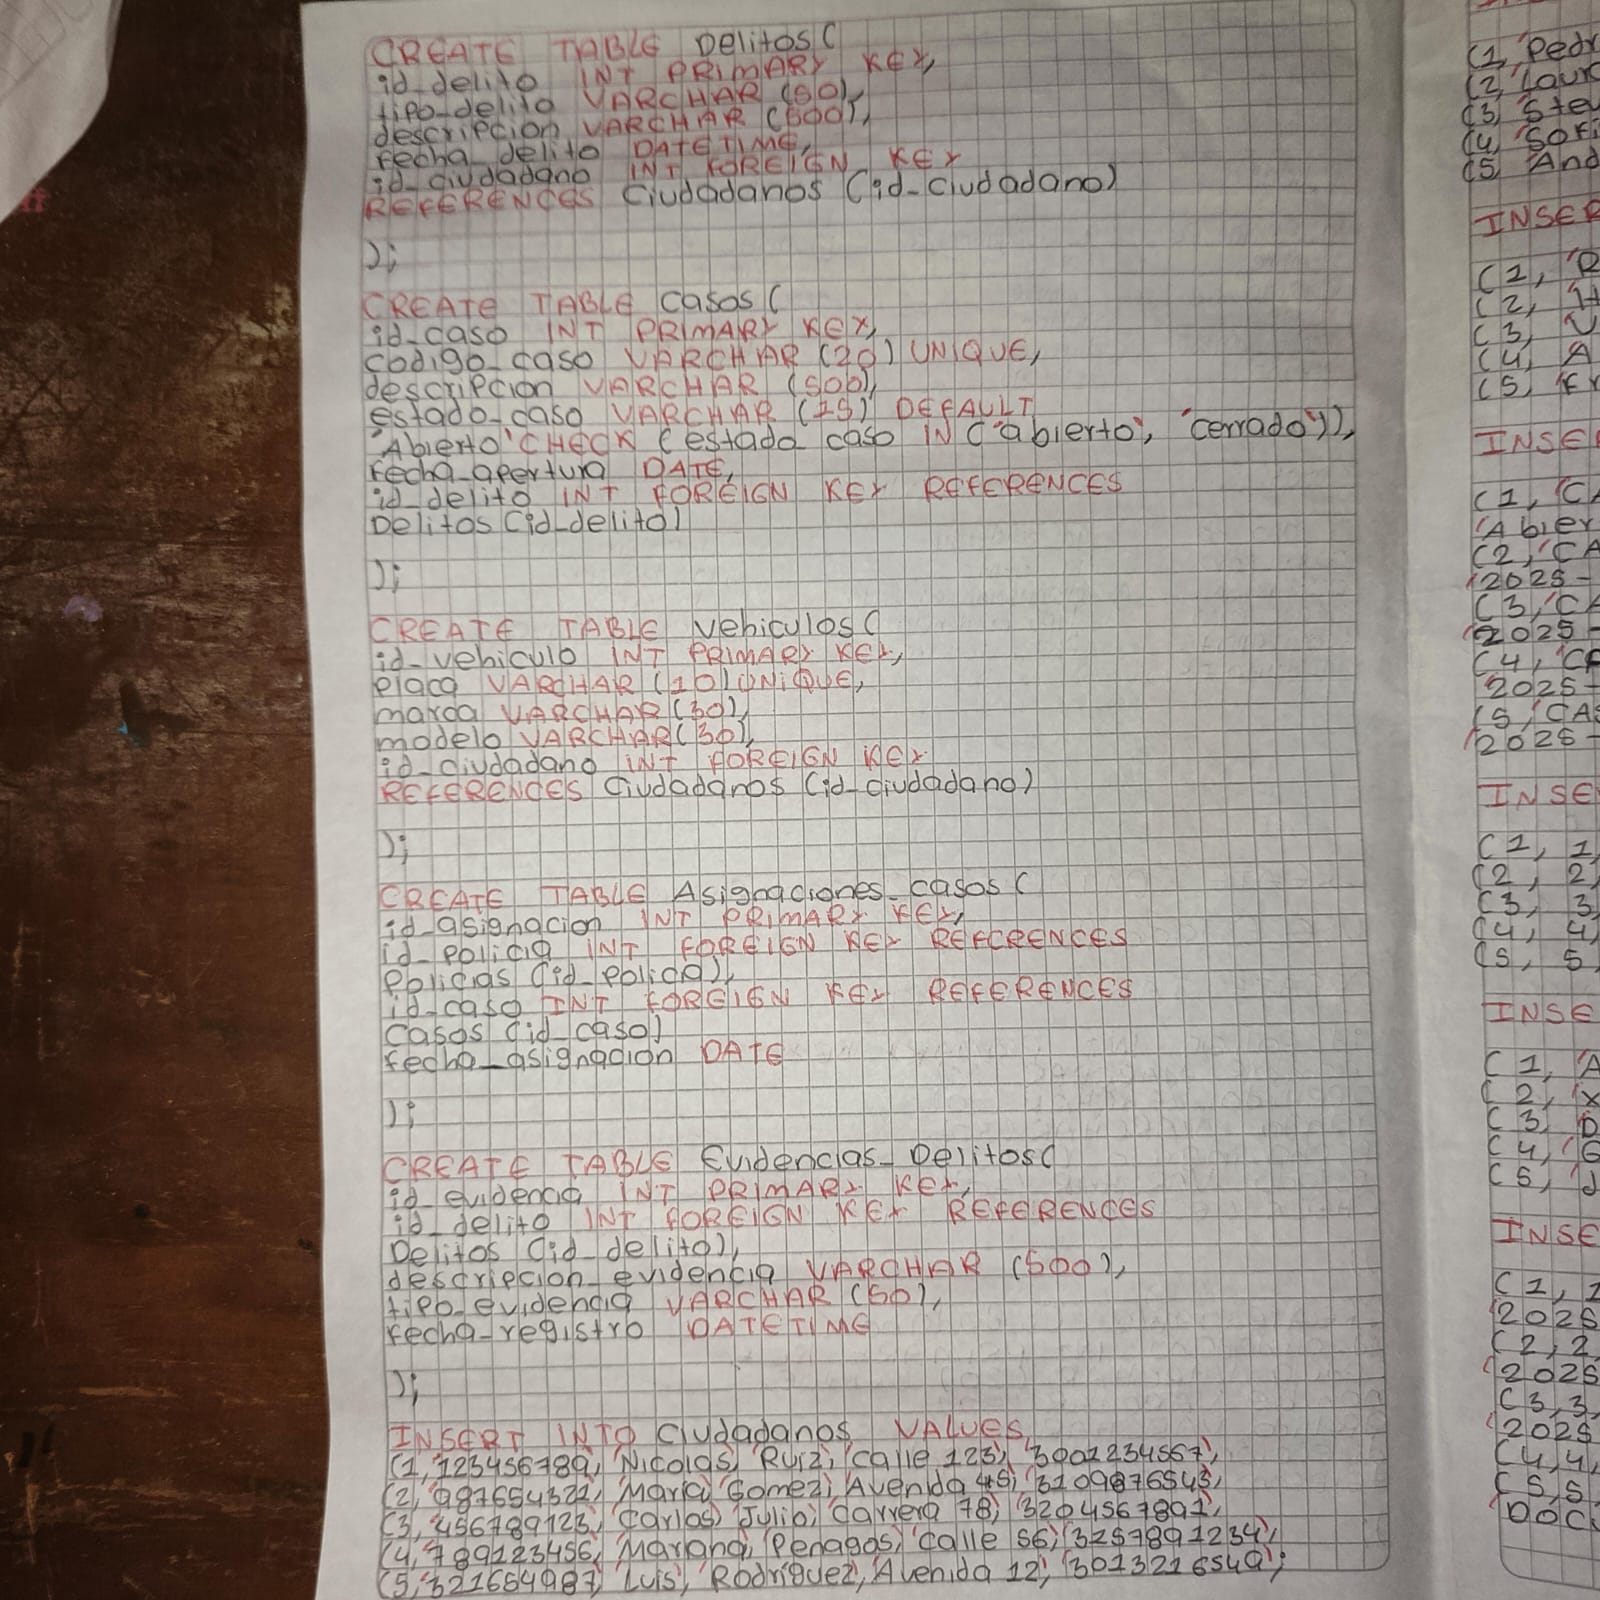 CREATE TABLE Delitos(
id_delito INT PRIMARY KEY,
tipo_delito VARCHAR (50),
descripcion VARCHAR (500),
fecha_delito DATETIME,
id_ciudadano INT FOREIGN KEY
REFERENCES Ciudadanos (id_ciudadano)
);
CREATE TABLE Casos(
id_caso INT PRIMARY KEY,
codigo_caso VARCHAR (20) UNIQUE,
descripcion VARCHAR (500),
estado_caso VARCHAR (15) DEFAULT
'Abierto' CHECK (estado_caso IN ('abierto', 'cerrado')),
fecha_apertura DATE,
id_delito INT FOREIGN KEY REFERENCES
Delitos (id_delito)
);
CREATE TABLE Vehiculos(
id_vehiculo INT PRIMARY KEY,
placa VARCHAR (10) UNIQUE,
marca VARCHAR (30),
modelo VARCHAR (30),
id_ciudadano INT FOREIGN KEY
REFERENCES Ciudadanos (id_ciudadano)
);
CREATE TABLE Asignaciones_casos (
id_asignacion INT PRIMARY KEY,
id_policia INT FOREIGN KEY REFERENCES
Policias (id_policia),
id_caso INT FOREIGN KEY REFERENCES
Casos (id_caso)
fecha_asignacion DATE
);
CREATE TABLE Evidencias_Delitos(
id_evidencia INT PRIMARY KEY,
id_delito INT FOREIGN KEY REFERENCES
Delitos (id_delito),
descripcion_evidencia VARCHAR (500),
tipo_evidencia VARCHAR (50),
fecha_registro DATETIME
);
INSERT INTO Ciudadanos VALUES
(1, '123456789', 'Nicolas', 'Ruiz', 'Calle 123', '3001234567'),
(2, '987654321', 'Maria', 'Gomez', 'Avenida 45', '3109876543'),
(3, '456789123', 'Carlos', 'Julio', 'Carrera 78', '3204567891'),
(4, '789123456', 'Mariana', 'Penagos', 'Calle 56', '3257891234'),
(5, '321654987', 'Luis', 'Rodriguez', 'Avenida 12', '3013216549');
(1, 'Pedr
(2, 'Laur
(3, 'Stev
(4, 'Sofi
(5, 'And
INSER
(1, 'R
(2, 'H
(3, 'V
(4, 'A
(5, 'Fr
INSE
(1, 'CA
'Abier
(2, 'CA
'2025-
(3, 'CA
'2025-
(4, 'CA
'2025-
(5, 'CAS
'2025-
INSE
(1, 1
(2, 2,
(3, 3,
(4, 4,
(5, 5,
INSE
(1, 'A
(2, 'X
(3, 'D
(4, 'G
(5, 'J
INSE
(1, 1
'2025
(2, 2
'2025
(3, 3,
'2025
(4, 4,
(5, 5,
'DOC